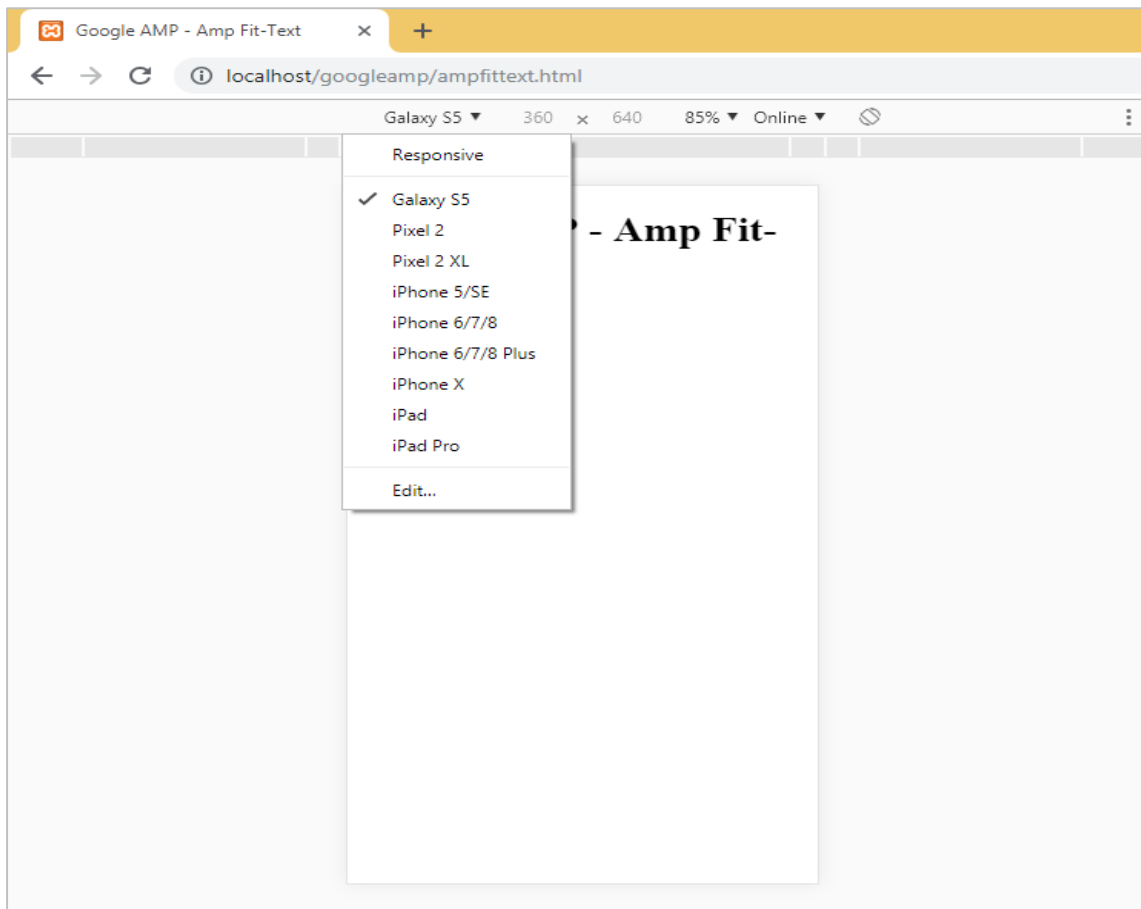 Google AMP - Amp Fit-Text
localhost/googleamp/ampfittext.html
Galaxy S5 360 × 640 85% Online
Responsive
Galaxy S5
Pixel 2
Pixel 2 XL
iPhone 5/SE
iPhone 6/7/8
iPhone 6/7/8 Plus
iPhone X
iPad
iPad Pro
Edit...
- Amp Fit-